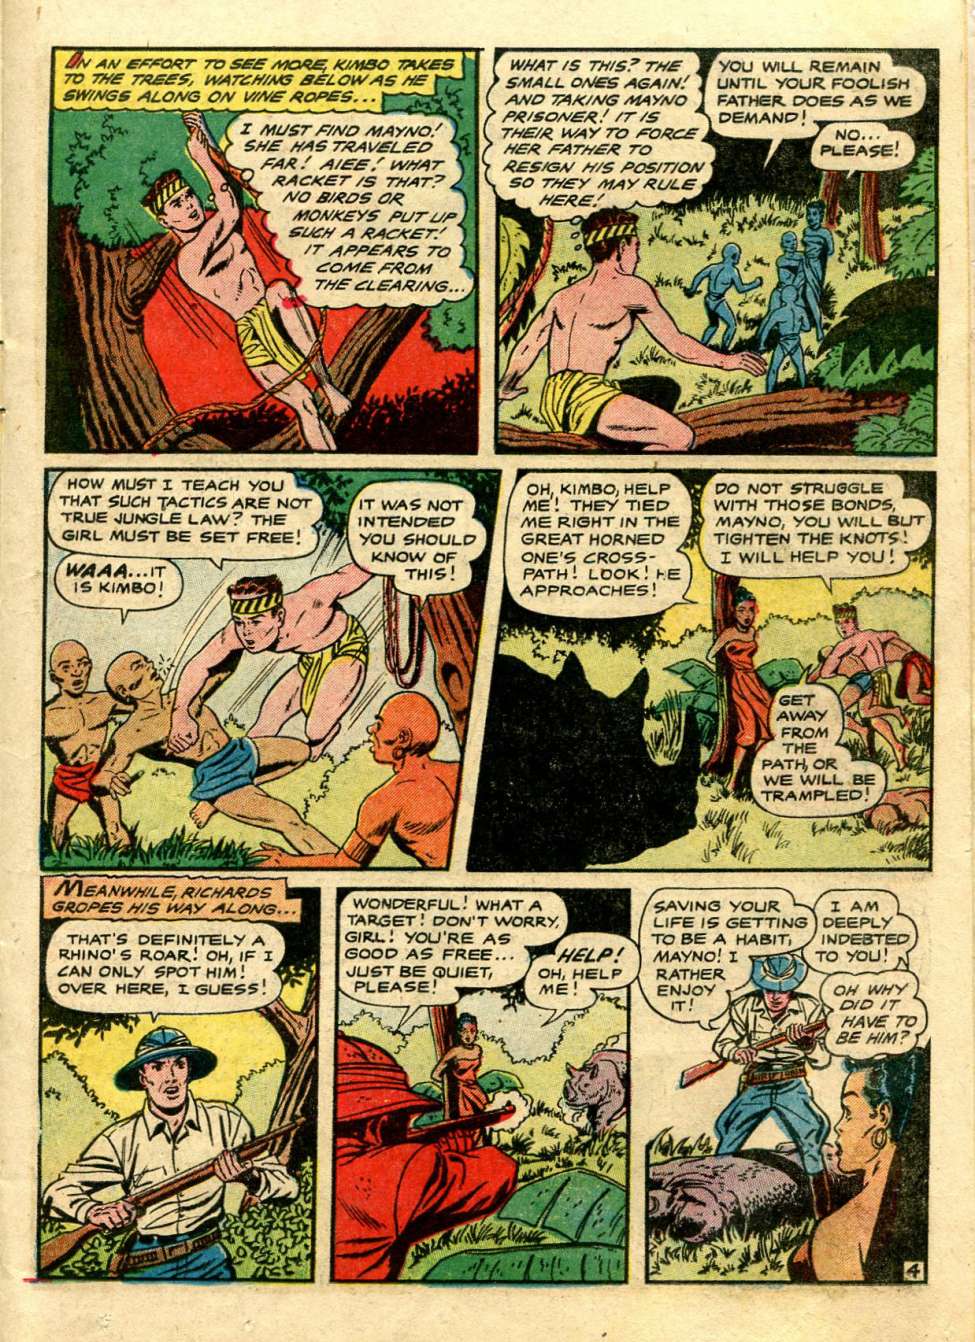 IN AN EFFORT TO SEE MORE, KIMBO TAKES
TO THE TREES, WATCHING BELOW AS HE
SWINGS ALONG ON VINE ROPES...
I MUST FIND MAYNO!
SHE HAS TRAVELED
FAR! AIEE! WHAT
RACKET IS THAT?
NO BIRDS OR
MONKEYS PUT UP
SUCH A RACKET!
IT APPEARS TO
COME FROM
THE CLEARING...
WHAT IS THIS? THE
SMALL ONES AGAIN!
AND TAKING MAYNO
PRISONER! IT IS
THEIR WAY TO FORCE
HER FATHER TO
RESIGN HIS POSITION
SO THEY MAY RULE
HERE!
YOU WILL REMAIN
UNTIL YOUR FOOLISH
FATHER DOES AS WE
DEMAND!
NO...
PLEASE!
HOW MUST I TEACH YOU
THAT SUCH TACTICS ARE NOT
TRUE JUNGLE LAW? THE
GIRL MUST BE SET FREE!
WAAA...IT
IS KIMBO!
IT WAS NOT
INTENDED
YOU SHOULD
KNOW OF
THIS!
OH, KIMBO, HELP
ME! THEY TIED
ME RIGHT IN THE
GREAT HORNED
ONE'S CROSS-
PATH! LOOK! HE
APPROACHES!
DO NOT STRUGGLE
WITH THOSE BONDS,
MAYNO, YOU WILL BUT
TIGHTEN THE KNOTS!
I WILL HELP YOU!
GET
AWAY
FROM
THE
PATH, OR
WE WILL BE
TRAMPLED!
MEANWHILE, RICHARDS
GROPES HIS WAY ALONG...
THAT'S DEFINITELY A
RHINO'S ROAR! OH, IF I
CAN ONLY SPOT HIM!
OVER HERE, I GUESS!
WONDERFUL! WHAT A
TARGET! DON'T WORRY,
GIRL! YOU'RE AS
GOOD AS FREE...
JUST BE QUIET,
PLEASE!
HELP!
OH, HELP
ME!
SAVING YOUR
LIFE IS GETTING
TO BE A HABIT,
MAYNO! I
RATHER
ENJOY
IT!
I AM
DEEPLY
INDEBTED
TO YOU!
OH WHY
DID IT
HAVE TO
BE HIM?
4